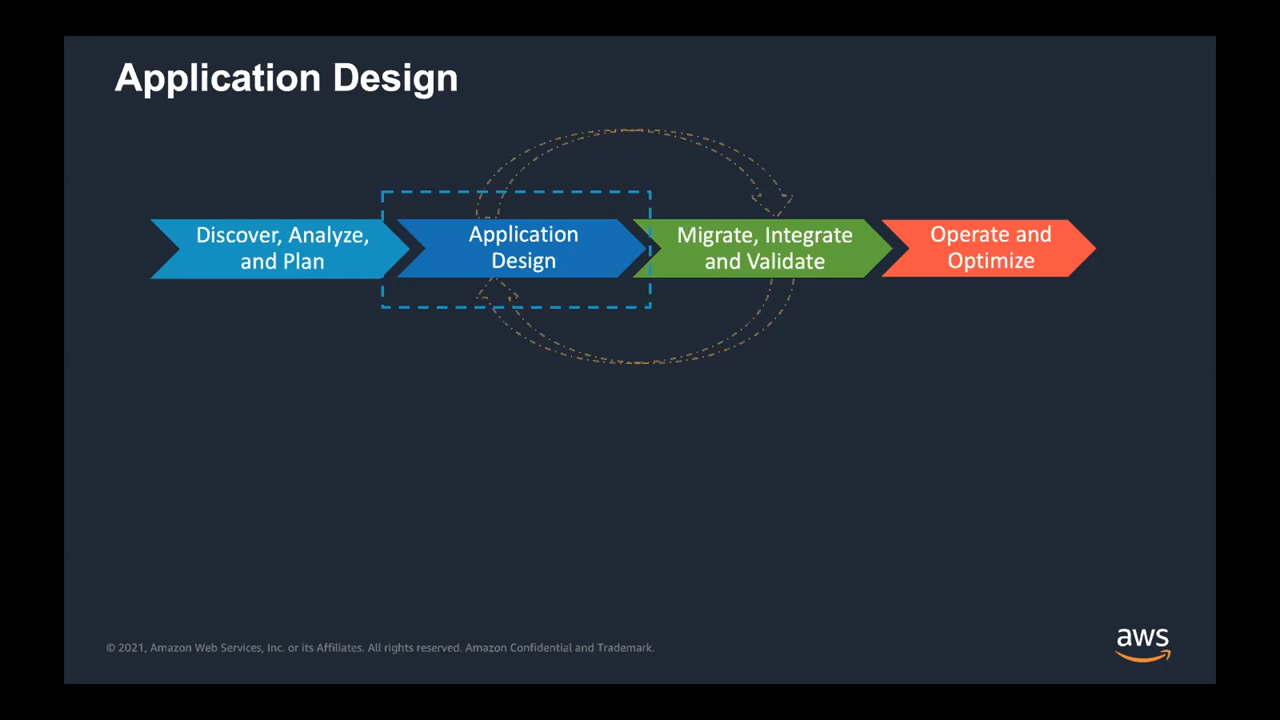 Application Design
Discover, Analyze,
and Plan
Application
Design
Migrate, Integrate
and Validate
Operate and
Optimize
© 2021, Amazon Web Services, Inc. or its Affiliates. All rights reserved. Amazon Confidential and Trademark.
aws